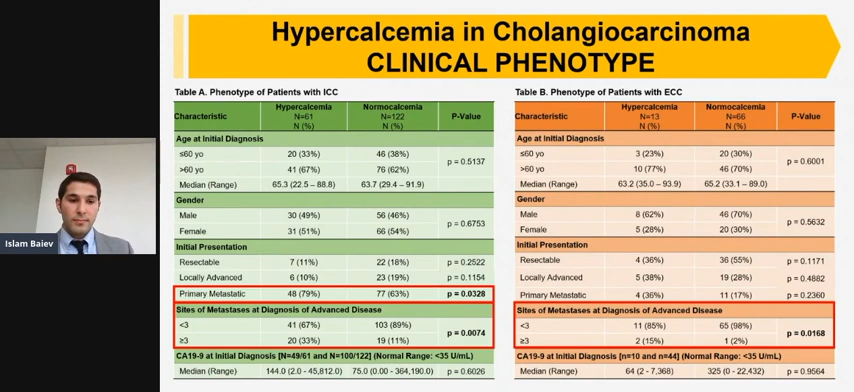 Hypercalcemia in Cholangiocarcinoma
CLINICAL PHENOTYPE
Table A. Phenotype of Patients with ICC
Characteristic Hypercalcemia N=61 N (%) Normocalcemia N=122 N (%) P-Value
Age at Initial Diagnosis
≤60 yo 20 (33%) 46 (38%) p = 0.5137
>60 yo 41 (67%) 76 (62%)
Median (Range) 65.3 (22.5 – 88.8) 63.7 (29.4 – 91.9)
Gender
Male 30 (49%) 56 (46%) p = 0.6753
Female 31 (51%) 66 (54%)
Initial Presentation
Resectable 7 (11%) 22 (18%) p = 0.2522
Locally Advanced 6 (10%) 23 (19%) p = 0.1154
Primary Metastatic 48 (79%) 77 (63%) p = 0.0328
Sites of Metastases at Diagnosis of Advanced Disease
<3 41 (67%) 103 (89%) p = 0.0074
≥3 20 (33%) 19 (11%)
CA19-9 at Initial Diagnosis [N=49/61 and N=100/122] (Normal Range: <35 U/mL)
Median (Range) 144.0 (2.0 - 45,812.0) 75.0 (0.00 - 364,190.0) p = 0.6026
Table B. Phenotype of Patients with ECC
Characteristic Hypercalcemia N=13 N (%) Normocalcemia N=66 N (%) P-Value
Age at Initial Diagnosis
≤60 yo 3 (23%) 20 (30%) p = 0.6001
>60 yo 10 (77%) 46 (70%)
Median (Range) 63.2 (35.0 – 93.9) 65.2 (33.1 – 89.0)
Gender
Male 8 (62%) 46 (70%) p = 0.5632
Female 5 (28%) 20 (30%)
Initial Presentation
Resectable 4 (36%) 36 (55%) p = 0.1171
Locally Advanced 5 (38%) 19 (28%) p = 0.4882
Primary Metastatic 4 (36%) 11 (17%) p = 0.2360
Sites of Metastases at Diagnosis of Advanced Disease
<3 11 (85%) 65 (98%) p = 0.0168
≥3 2 (15%) 1 (2%)
CA19-9 at Initial Diagnosis [n=10 and n=44] (Normal Range: <35 U/mL)
Median (Range) 64 (2 - 7,368) 325 (0 - 22,432) p = 0.9564
Islam Baiev